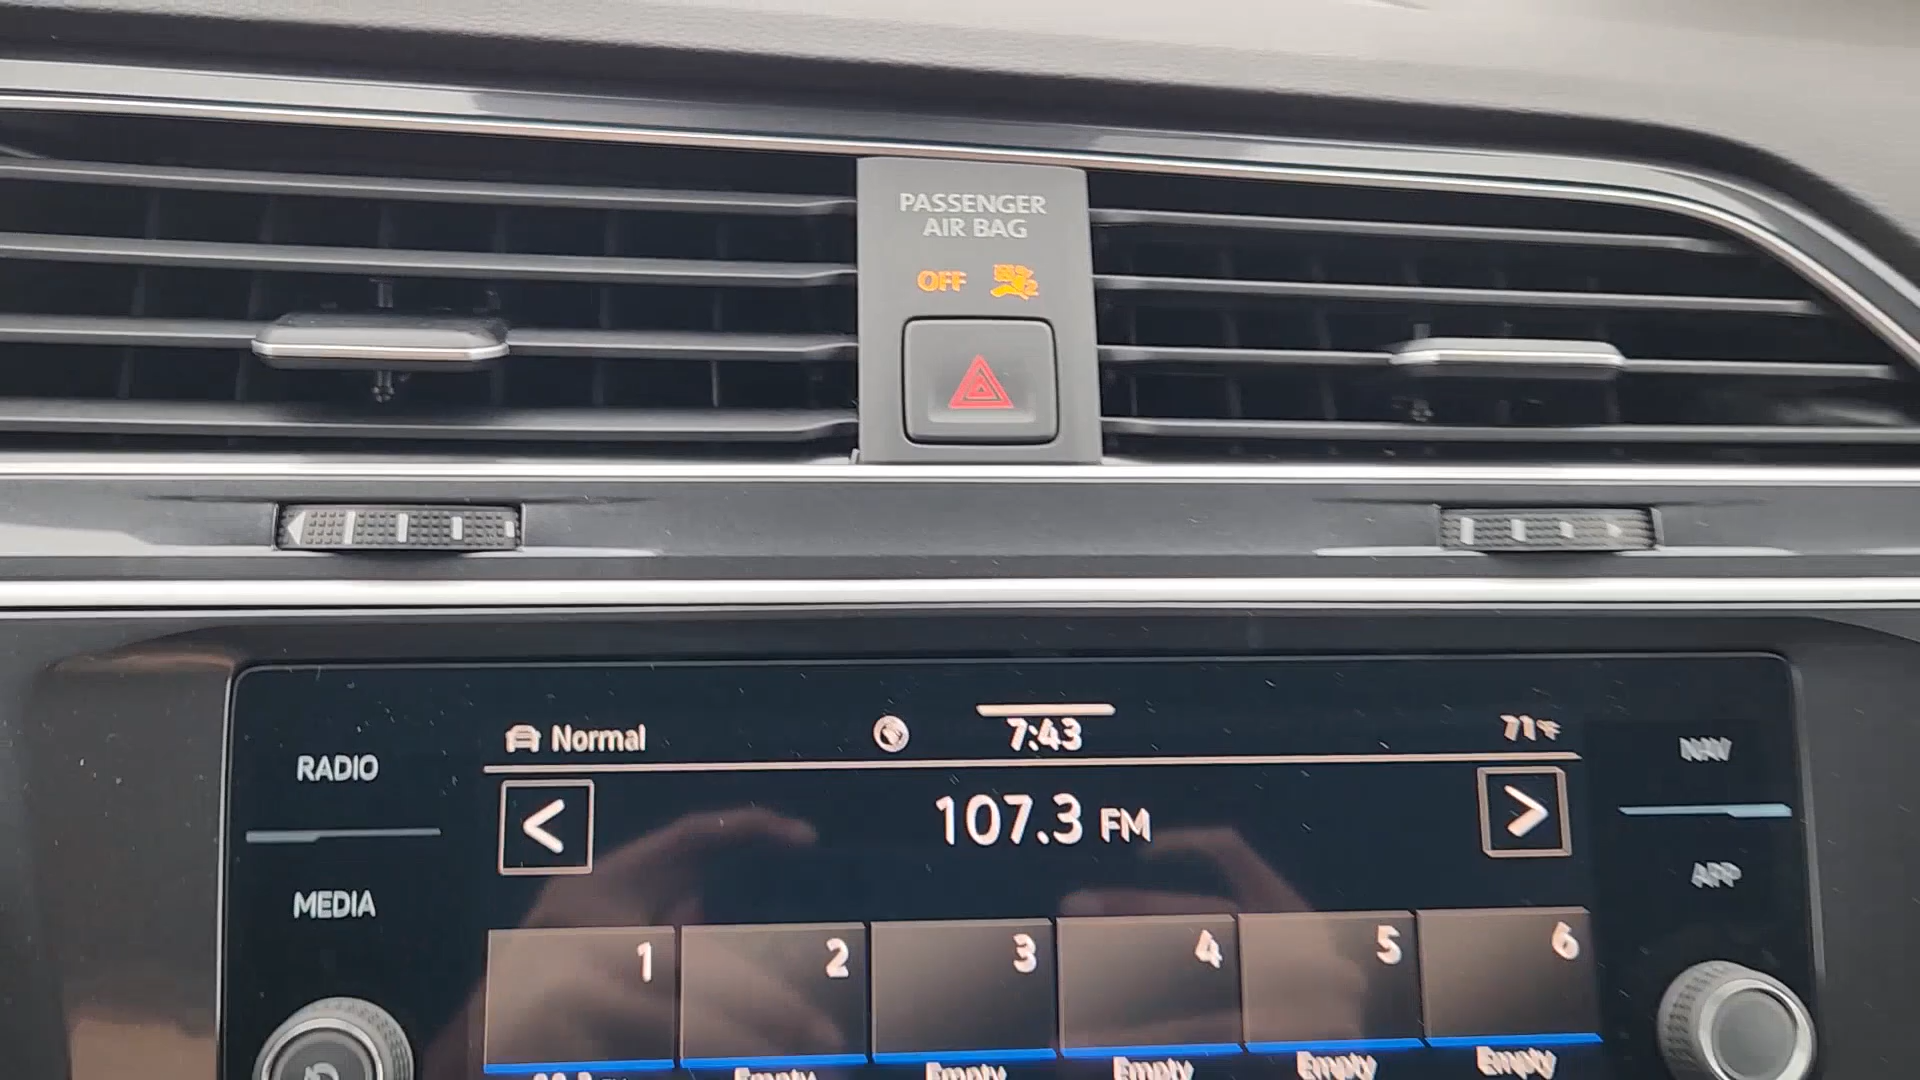 PASSENGER
AIR BAG
OFF
Normal
7:43
71°F
RADIO
NAV
107.3 FM
MEDIA
APP
1
2
3
4
5
6
Empty
Empty
Empty
Empty
Empty